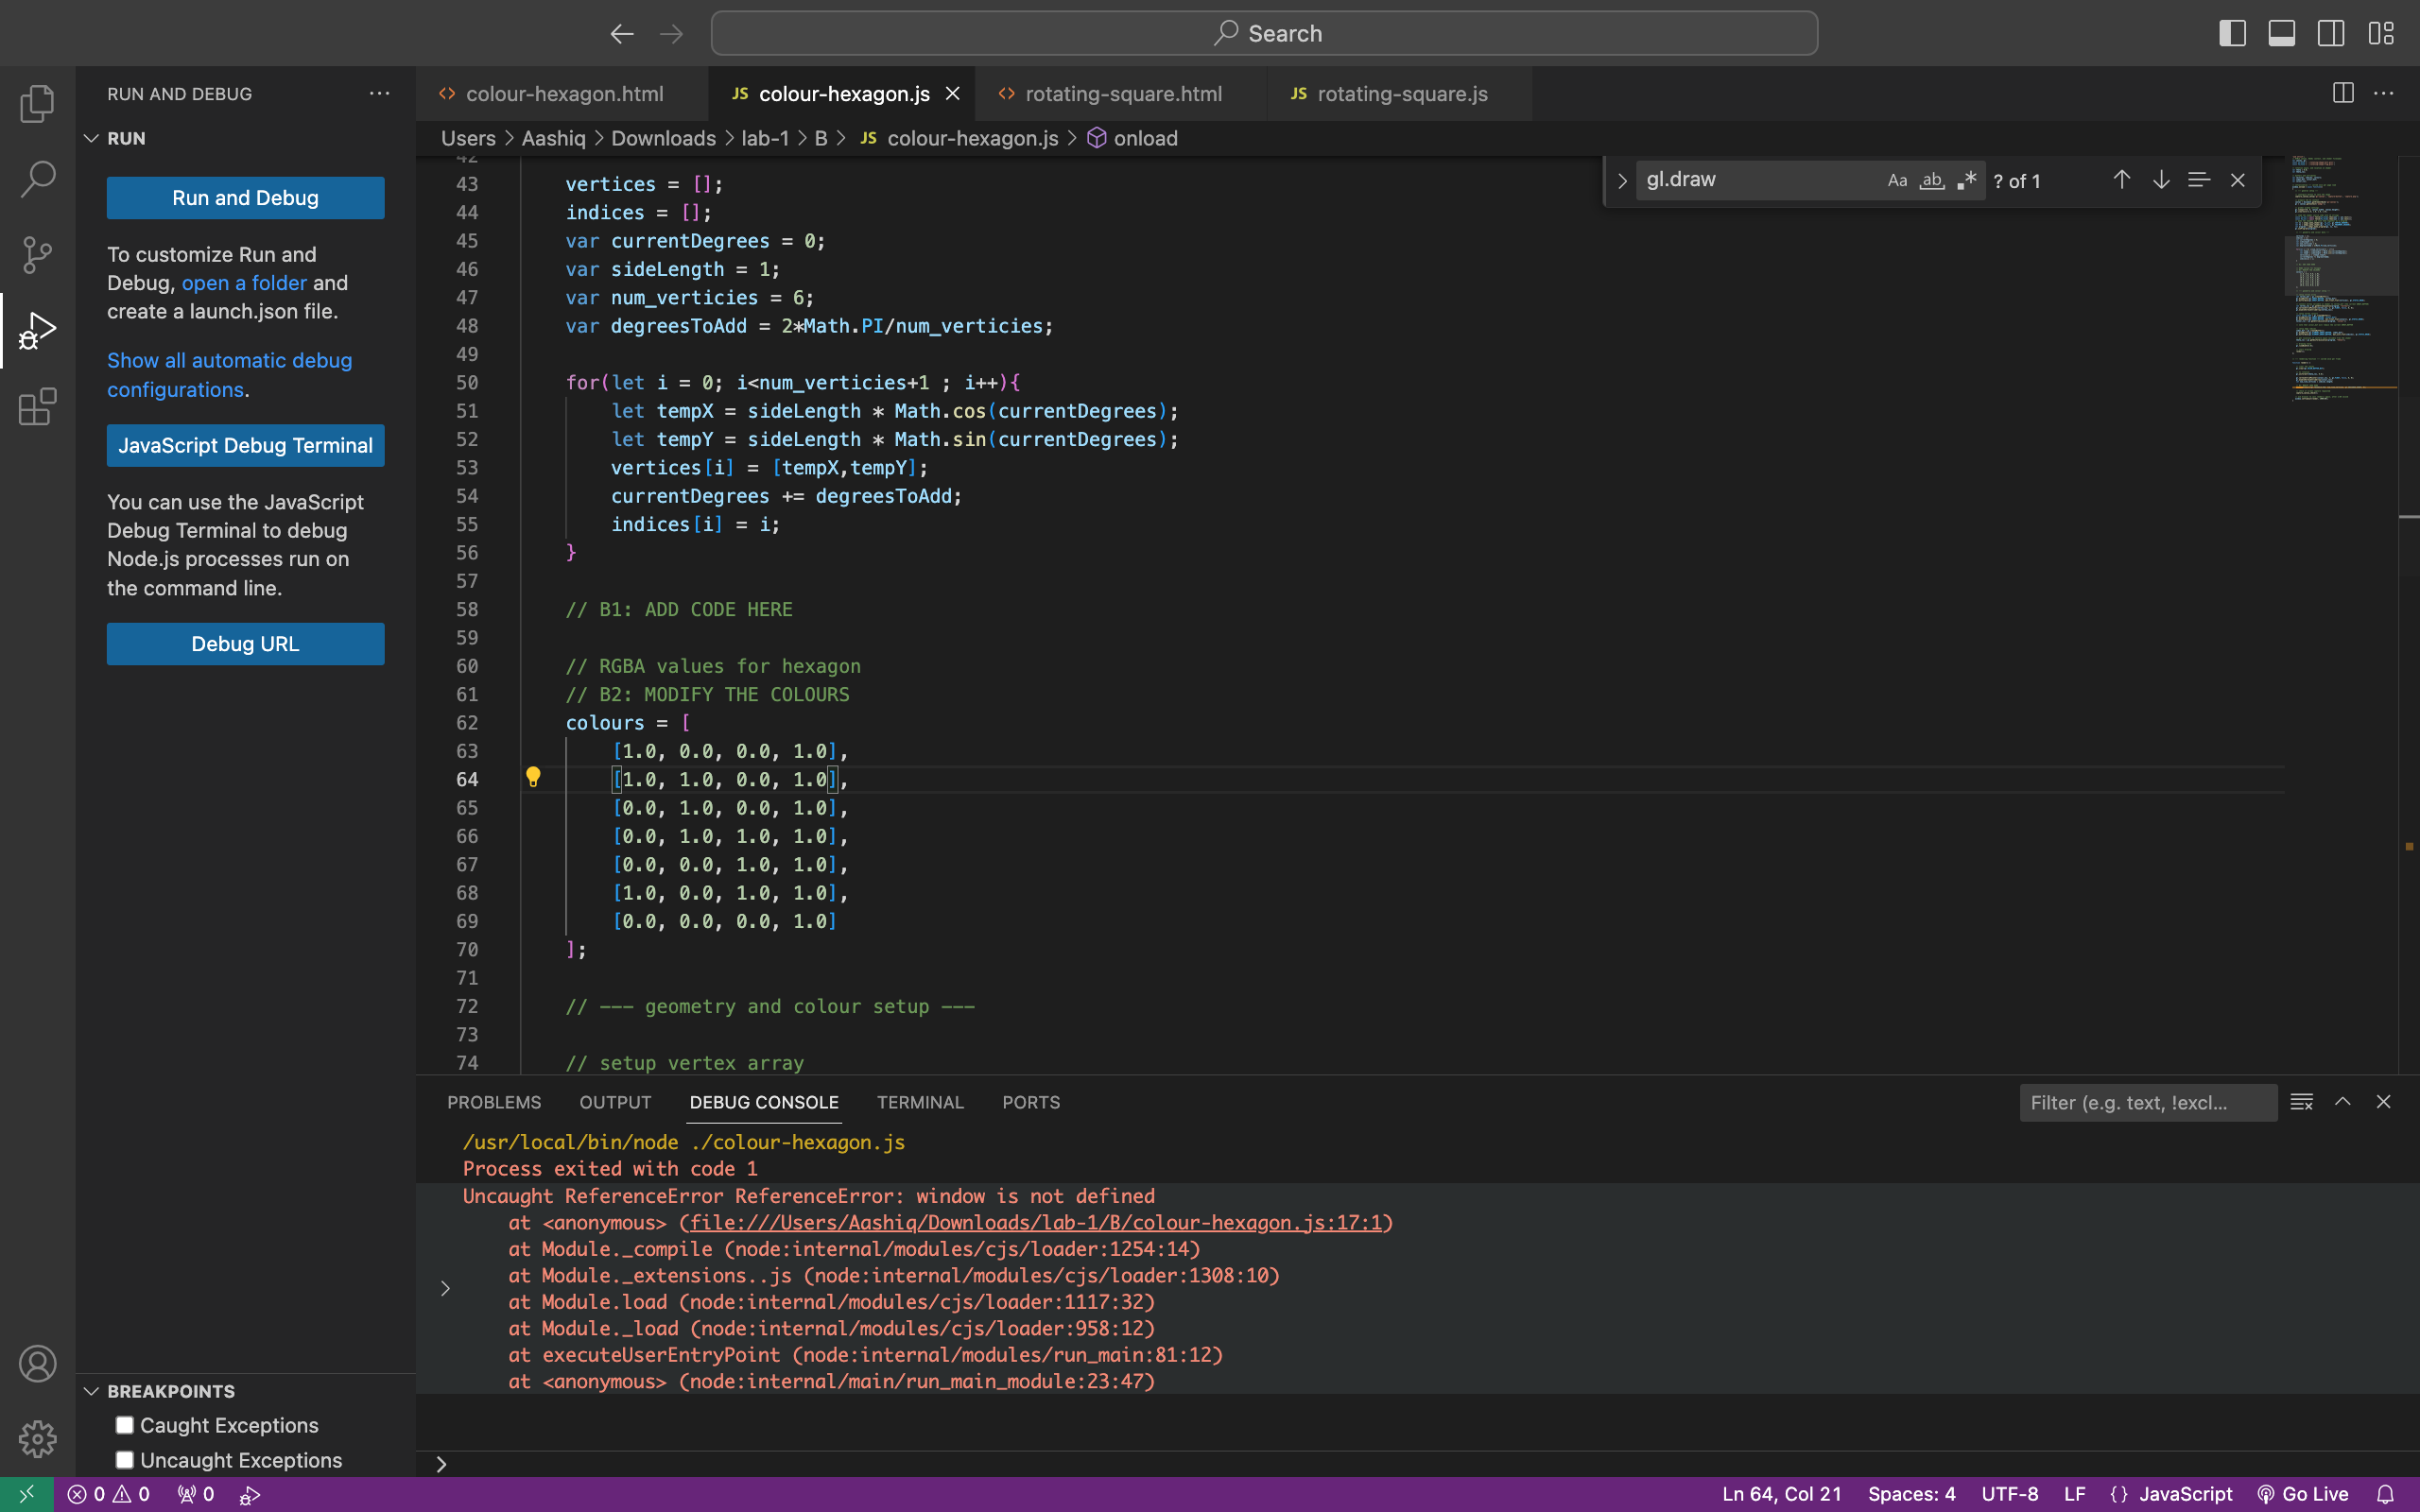 Search
RUN AND DEBUG
RUN
Run and Debug
To customize Run and
Debug, open a folder and
create a launch.json file.
Show all automatic debug
configurations.
JavaScript Debug Terminal
You can use the JavaScript
Debug Terminal to debug
Node.js processes run on
the command line.
Debug URL
BREAKPOINTS
Caught Exceptions
Uncaught Exceptions
colour-hexagon.html
JS colour-hexagon.js
rotating-square.html
JS rotating-square.js
Users > Aashiq > Downloads > lab-1 > B > JS colour-hexagon.js > onload
gl.draw Aa ab .* ? of 1
42
43 vertices = [];
44 indices = [];
45 var currentDegrees = 0;
46 var sideLength = 1;
47 var num_verticies = 6;
48 var degreesToAdd = 2*Math.PI/num_verticies;
49
50 for(let i = 0; i<num_verticies+1 ; i++){
51 let tempX = sideLength * Math.cos(currentDegrees);
52 let tempY = sideLength * Math.sin(currentDegrees);
53 vertices[i] = [tempX,tempY];
54 currentDegrees += degreesToAdd;
55 indices[i] = i;
56 }
57
58 // B1: ADD CODE HERE
59
60 // RGBA values for hexagon
61 // B2: MODIFY THE COLOURS
62 colours = [
63 [1.0, 0.0, 0.0, 1.0],
64 [1.0, 1.0, 0.0, 1.0],
65 [0.0, 1.0, 0.0, 1.0],
66 [0.0, 1.0, 1.0, 1.0],
67 [0.0, 0.0, 1.0, 1.0],
68 [1.0, 0.0, 1.0, 1.0],
69 [0.0, 0.0, 0.0, 1.0]
70 ];
71
72 // --- geometry and colour setup ---
73
74 // setup vertex array
PROBLEMS OUTPUT DEBUG CONSOLE TERMINAL PORTS
Filter (e.g. text, !excl...
/usr/local/bin/node ./colour-hexagon.js
Process exited with code 1
Uncaught ReferenceError ReferenceError: window is not defined
at <anonymous> (file:///Users/Aashiq/Downloads/lab-1/B/colour-hexagon.js:17:1)
at Module._compile (node:internal/modules/cjs/loader:1254:14)
at Module._extensions..js (node:internal/modules/cjs/loader:1308:10)
at Module.load (node:internal/modules/cjs/loader:1117:32)
at Module._load (node:internal/modules/cjs/loader:958:12)
at executeUserEntryPoint (node:internal/modules/run_main:81:12)
at <anonymous> (node:internal/main/run_main_module:23:47)
0 0 0
Ln 64, Col 21 Spaces: 4 UTF-8 LF {} JavaScript Go Live